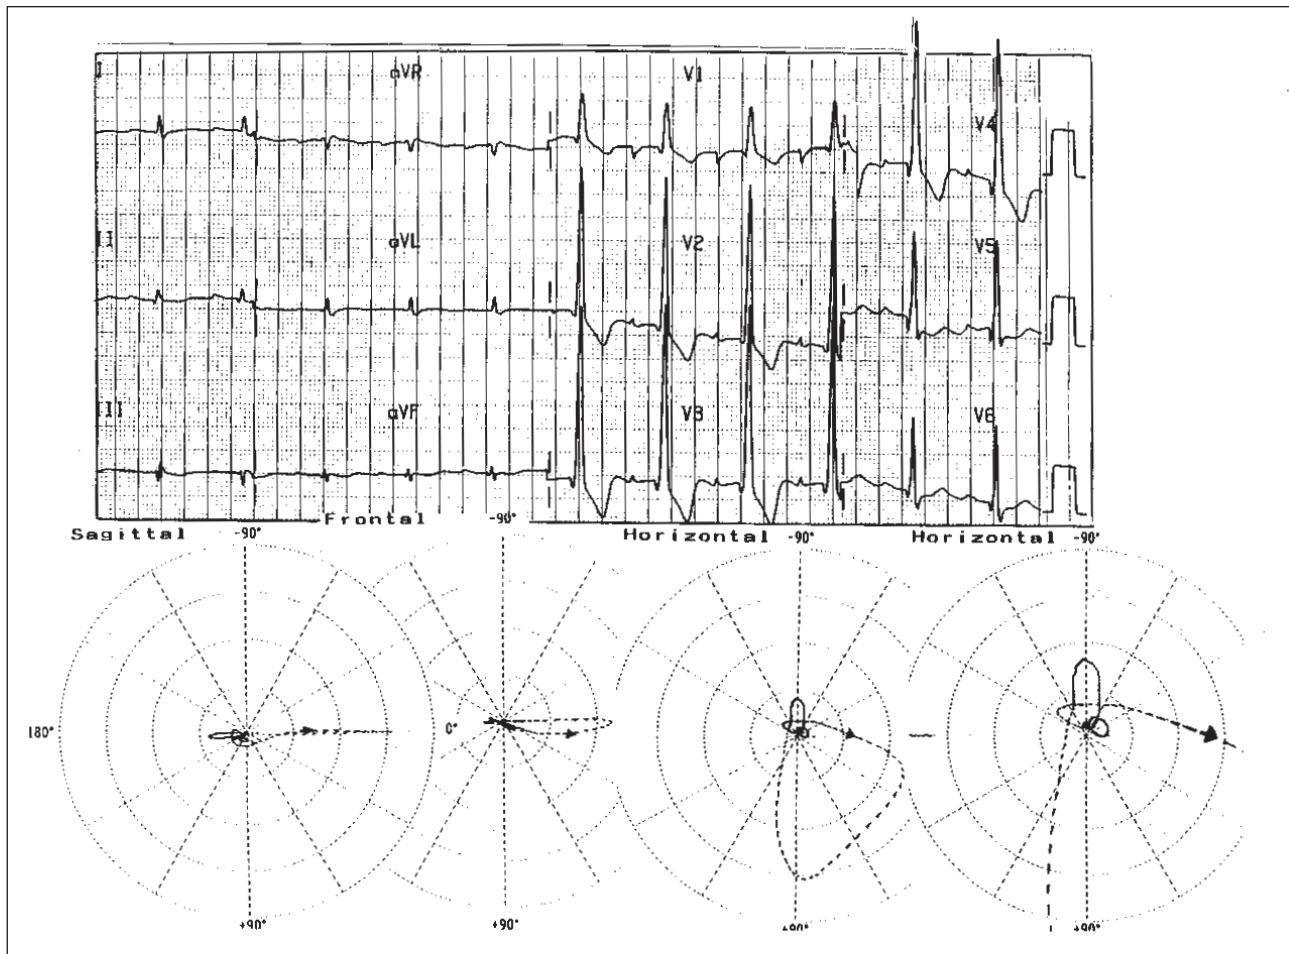 I aVR V1 V4
II aVL V2 V5
III aVF V3 V6
Sagittal -90° Frontal -90° Horizontal -90° Horizontal -90°
180° 0°
+90° +90° +90° +90°